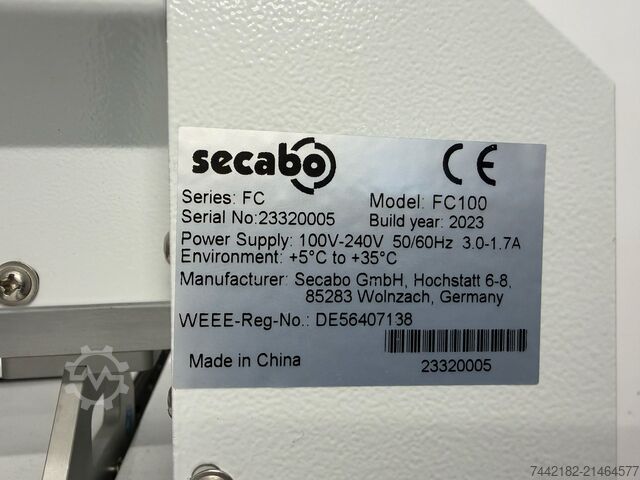 secabo CE
Series: FC Model: FC100
Serial No:23320005 Build year: 2023
Power Supply: 100V-240V 50/60Hz 3.0-1.7A
Environment: +5°C to +35°C
Manufacturer: Secabo GmbH, Hochstatt 6-8,
85283 Wolnzach, Germany
WEEE-Reg-No.: DE56407138
Made in China 23320005
7442182-21464577